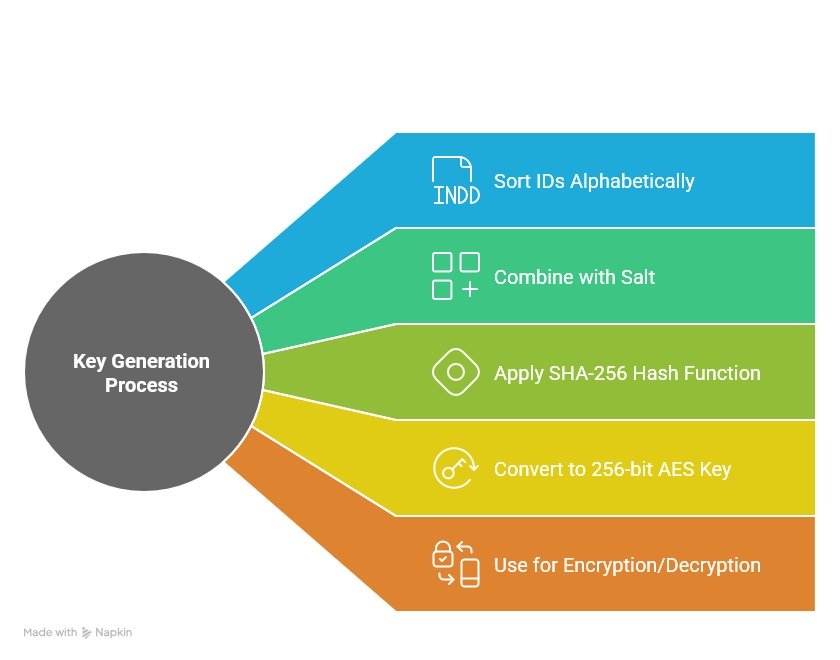 Sort IDs Alphabetically
INDD
Combine with Salt
Key Generation
Process
Apply SHA-256 Hash Function
Convert to 256-bit AES Key
Use for Encryption/Decryption
Made with Napkin